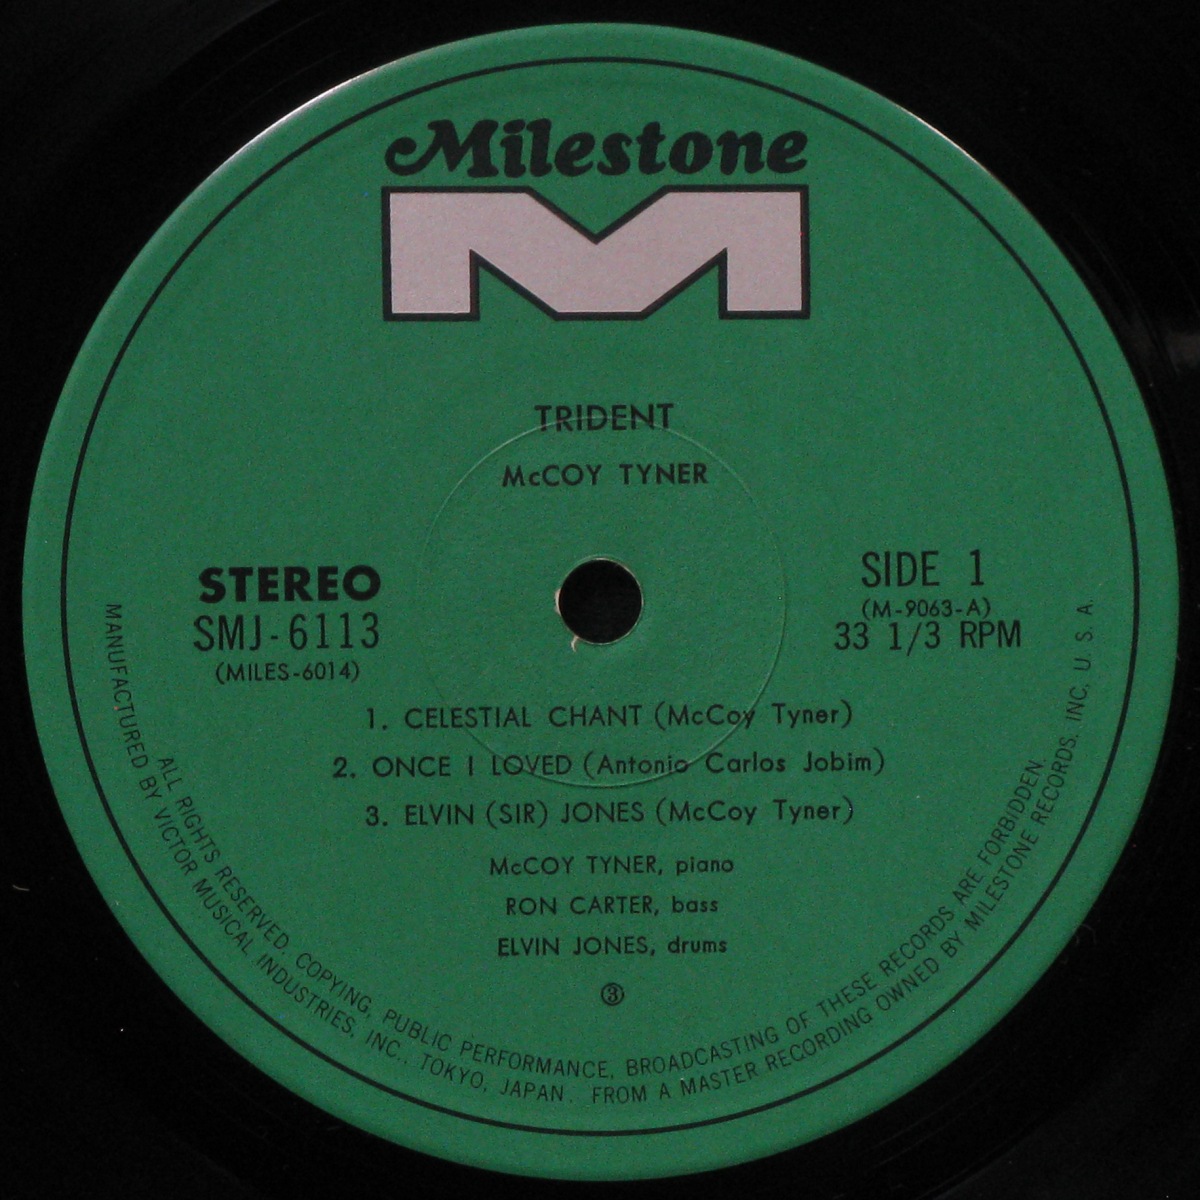 Milestone
M
TRIDENT
McCOY TYNER
STEREO
SMJ-6113
(MILES-6014)
SIDE 1
(M-9063-A)
33 1/3 RPM
1. CELESTIAL CHANT (McCoy Tyner)
2. ONCE I LOVED (Antonio Carlos Jobim)
3. ELVIN (SIR) JONES (McCoy Tyner)
McCOY TYNER, piano
RON CARTER, bass
ELVIN JONES, drums
③
ALL RIGHTS RESERVED. COPYING, PUBLIC PERFORMANCE, BROADCASTING OF THESE RECORDS ARE FORBIDDEN.
MANUFACTURED BY VICTOR MUSICAL INDUSTRIES, INC., TOKYO, JAPAN. FROM A MASTER RECORDING OWNED BY MILESTONE RECORDS. INC, U. S. A.